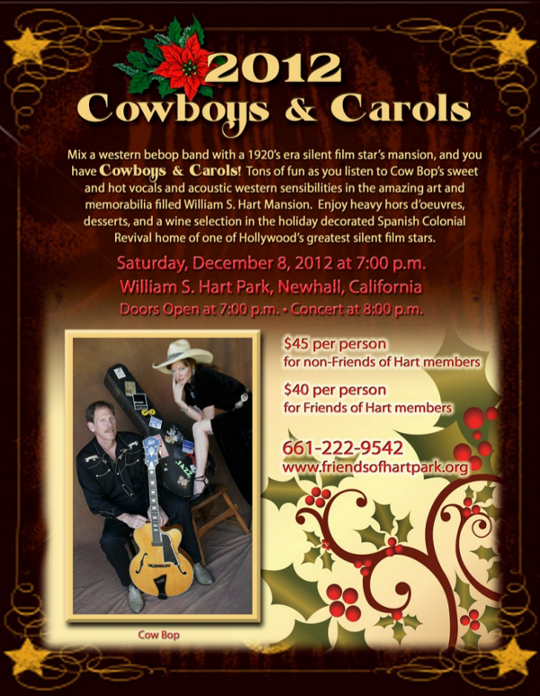 2012
Cowboys & Carols
Mix a western bebop band with a 1920's era silent film star's mansion, and you
have Cowboys & Carols! Tons of fun as you listen to Cow Bop's sweet
and hot vocals and acoustic western sensibilities in the amazing art and
memorabilia filled William S. Hart Mansion. Enjoy heavy hors d'oeuvres,
desserts, and a wine selection in the holiday decorated Spanish Colonial
Revival home of one of Hollywood's greatest silent film stars.
Saturday, December 8, 2012 at 7:00 p.m.
William S. Hart Park, Newhall, California
Doors Open at 7:00 p.m. • Concert at 8:00 p.m.
$45 per person
for non-Friends of Hart members
$40 per person
for Friends of Hart members
661-222-9542
www.friendsofhartpark.org
JAZZ
Cow Bop